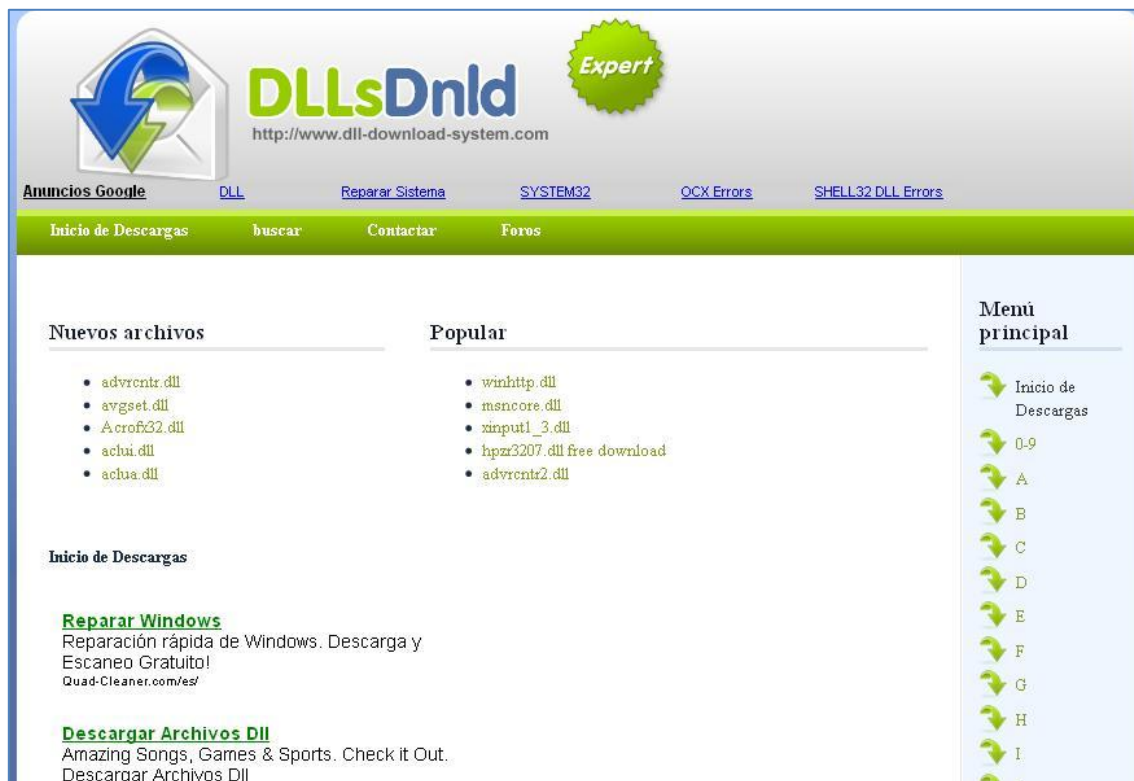 DLLsDnld
Expert
http://www.dll-download-system.com
Anuncios Google DLL Reparar Sistema SYSTEM32 OCX Errors SHELL32 DLL Errors
Inicio de Descargas buscar Contactar Foros
Nuevos archivos
advrcntr.dll
avgset.dll
Acrofx32.dll
aclui.dll
aclua.dll
Popular
winhttp.dll
msncore.dll
xinput1_3.dll
hpzr3207.dll free download
advrcntr2.dll
Inicio de Descargas
Reparar Windows
Reparación rápida de Windows. Descarga y
Escaneo Gratuito!
Quad-Cleaner.com/es/
Descargar Archivos Dll
Amazing Songs, Games & Sports. Check it Out.
Descargar Archivos Dll
Menú
principal
Inicio de
Descargas
0-9
A
B
C
D
E
F
G
H
I